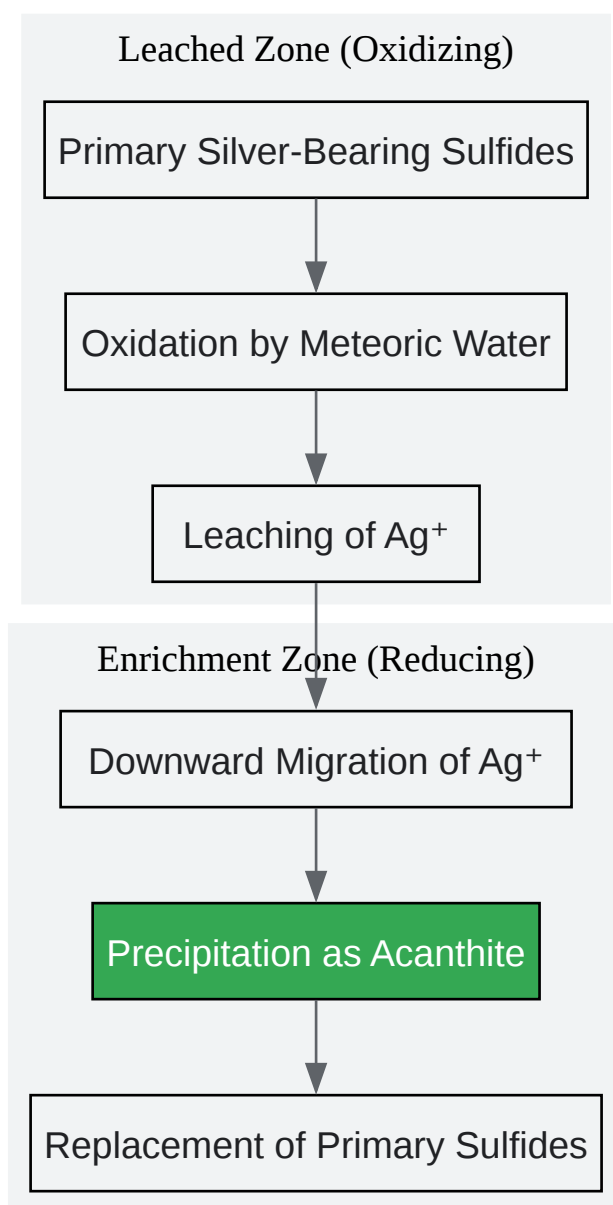 Leached Zone (Oxidizing)
Primary Silver-Bearing Sulfides
Oxidation by Meteoric Water
Leaching of Ag⁺
Enrichment Zone (Reducing)
Downward Migration of Ag⁺
Precipitation as Acanthite
Replacement of Primary Sulfides